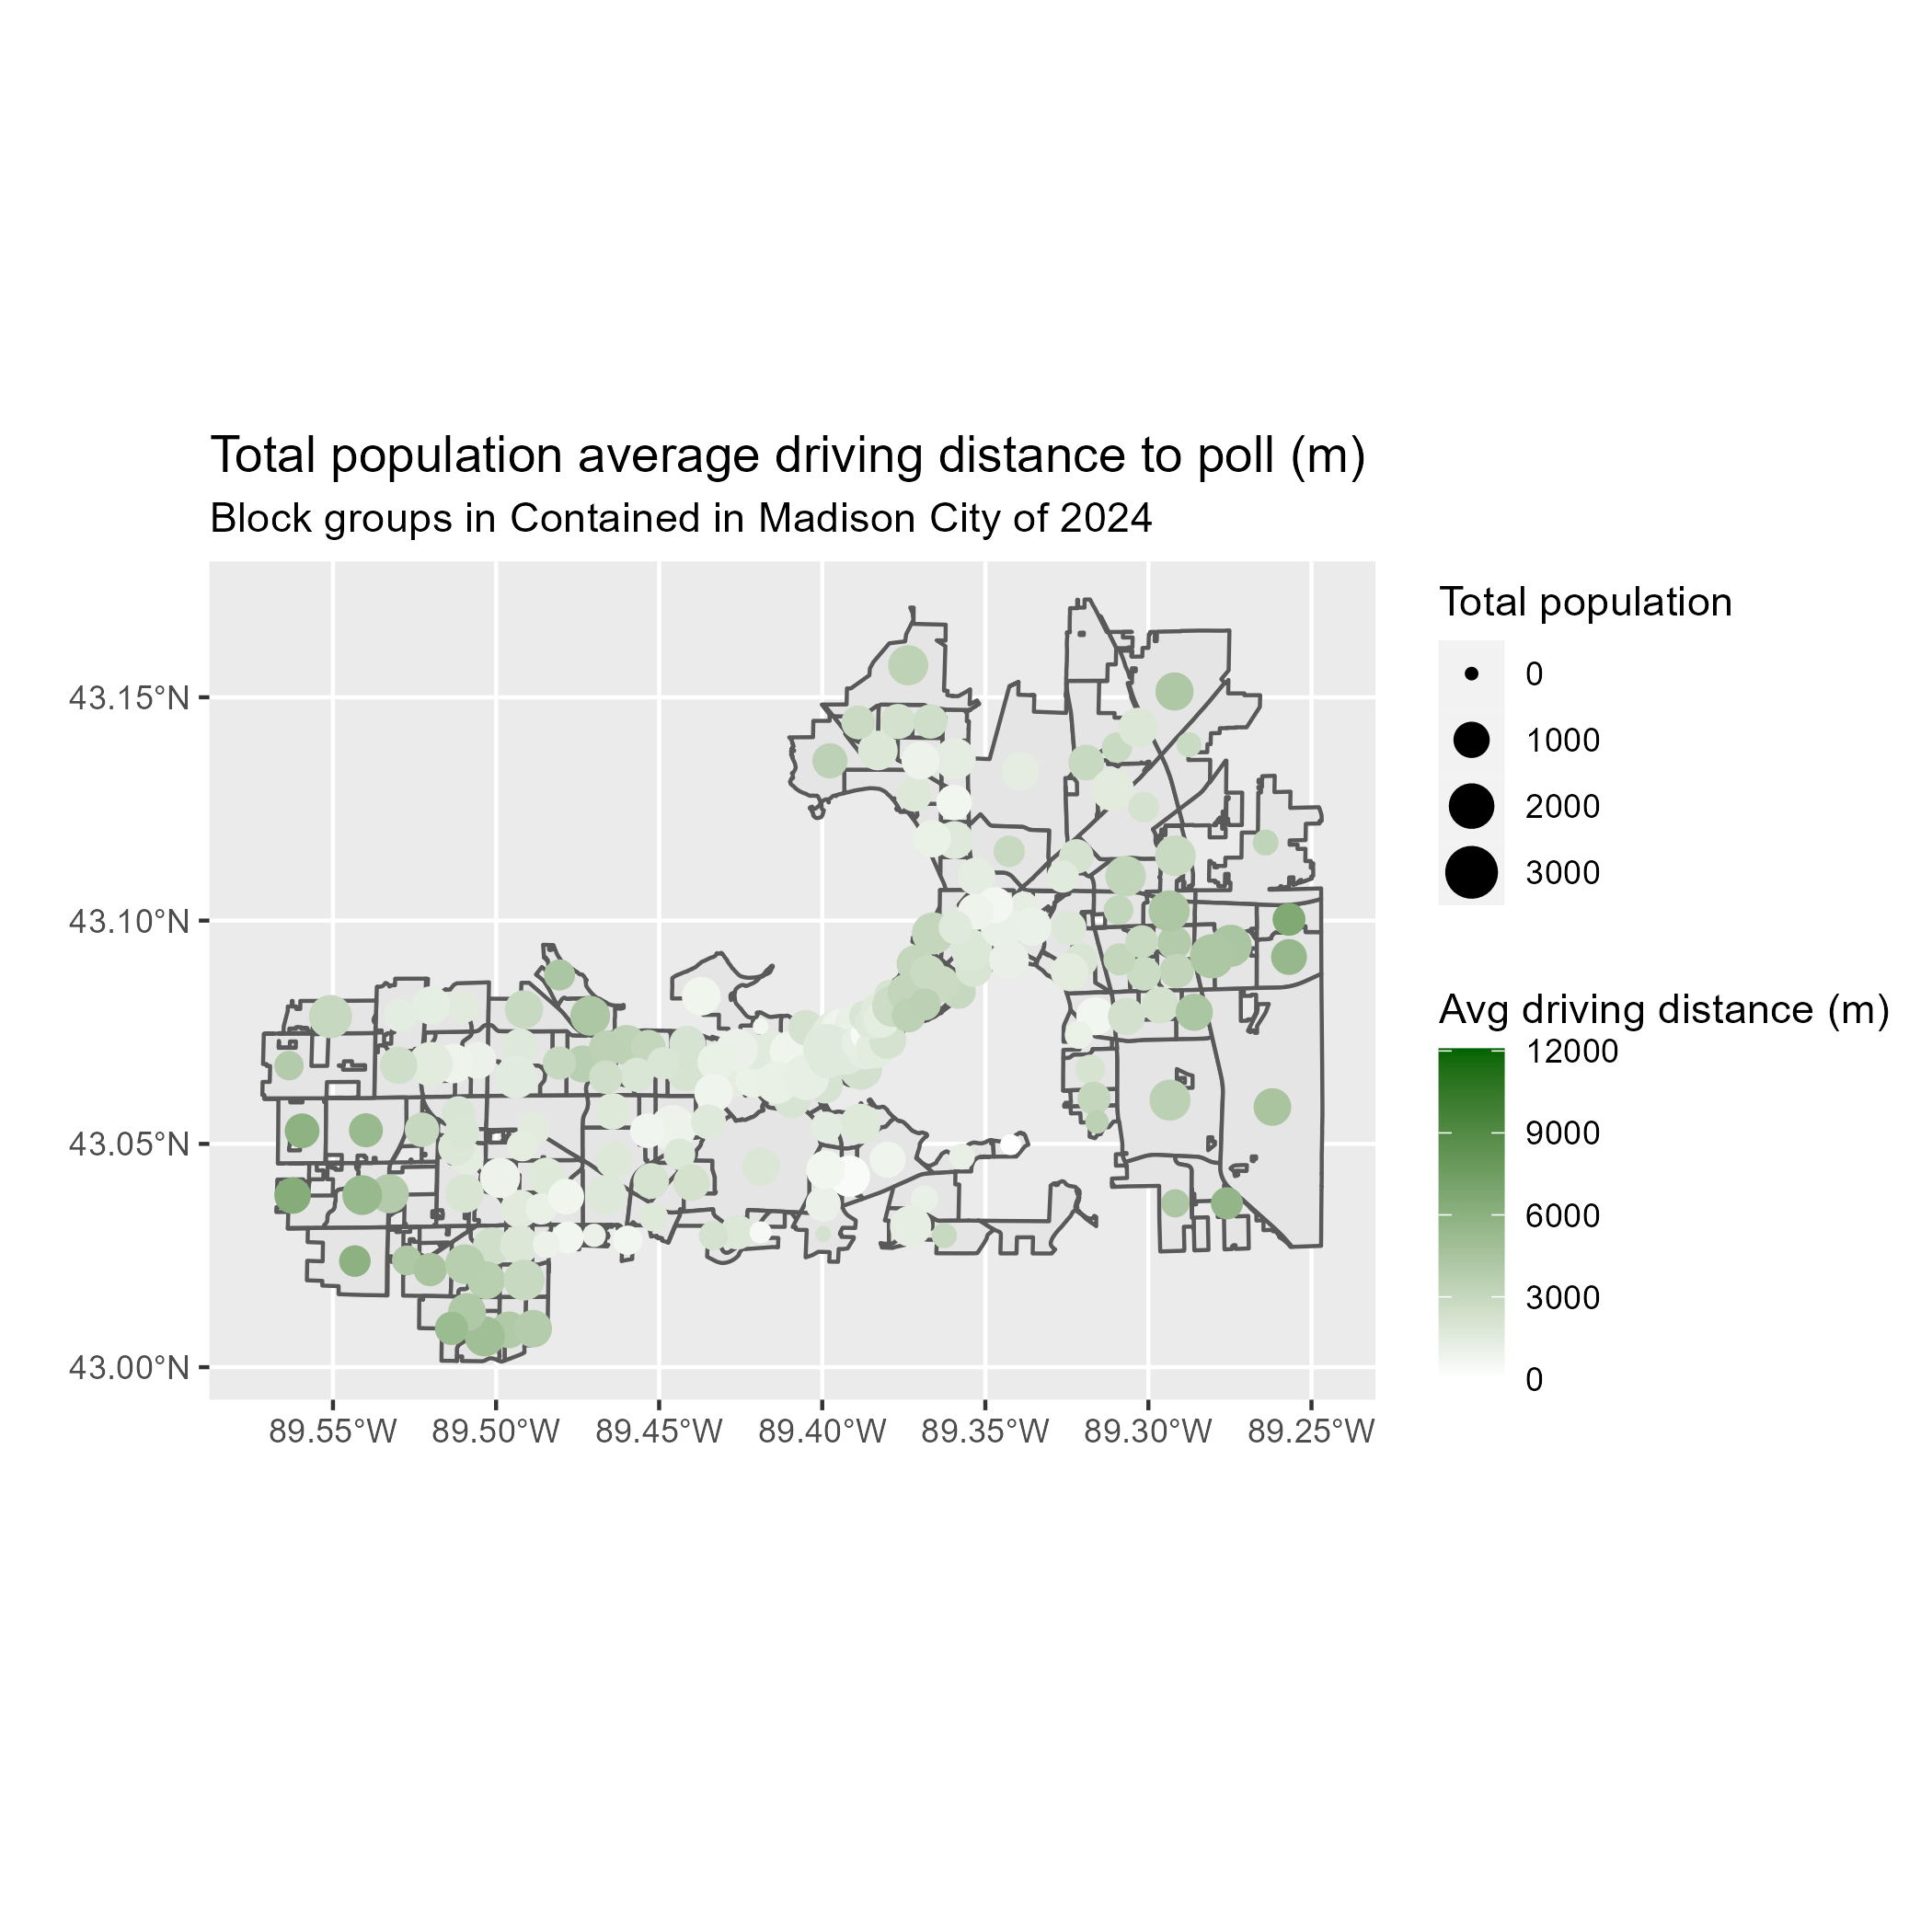 Total population average driving distance to poll (m)
Block groups in Contained in Madison City of 2024
43.15°N
43.10°N
43.05°N
43.00°N
89.55°W
89.50°W
89.45°W
89.40°W
89.35°W
89.30°W
89.25°W
Total population
0
1000
2000
3000
Avg driving distance (m)
12000
9000
6000
3000
0